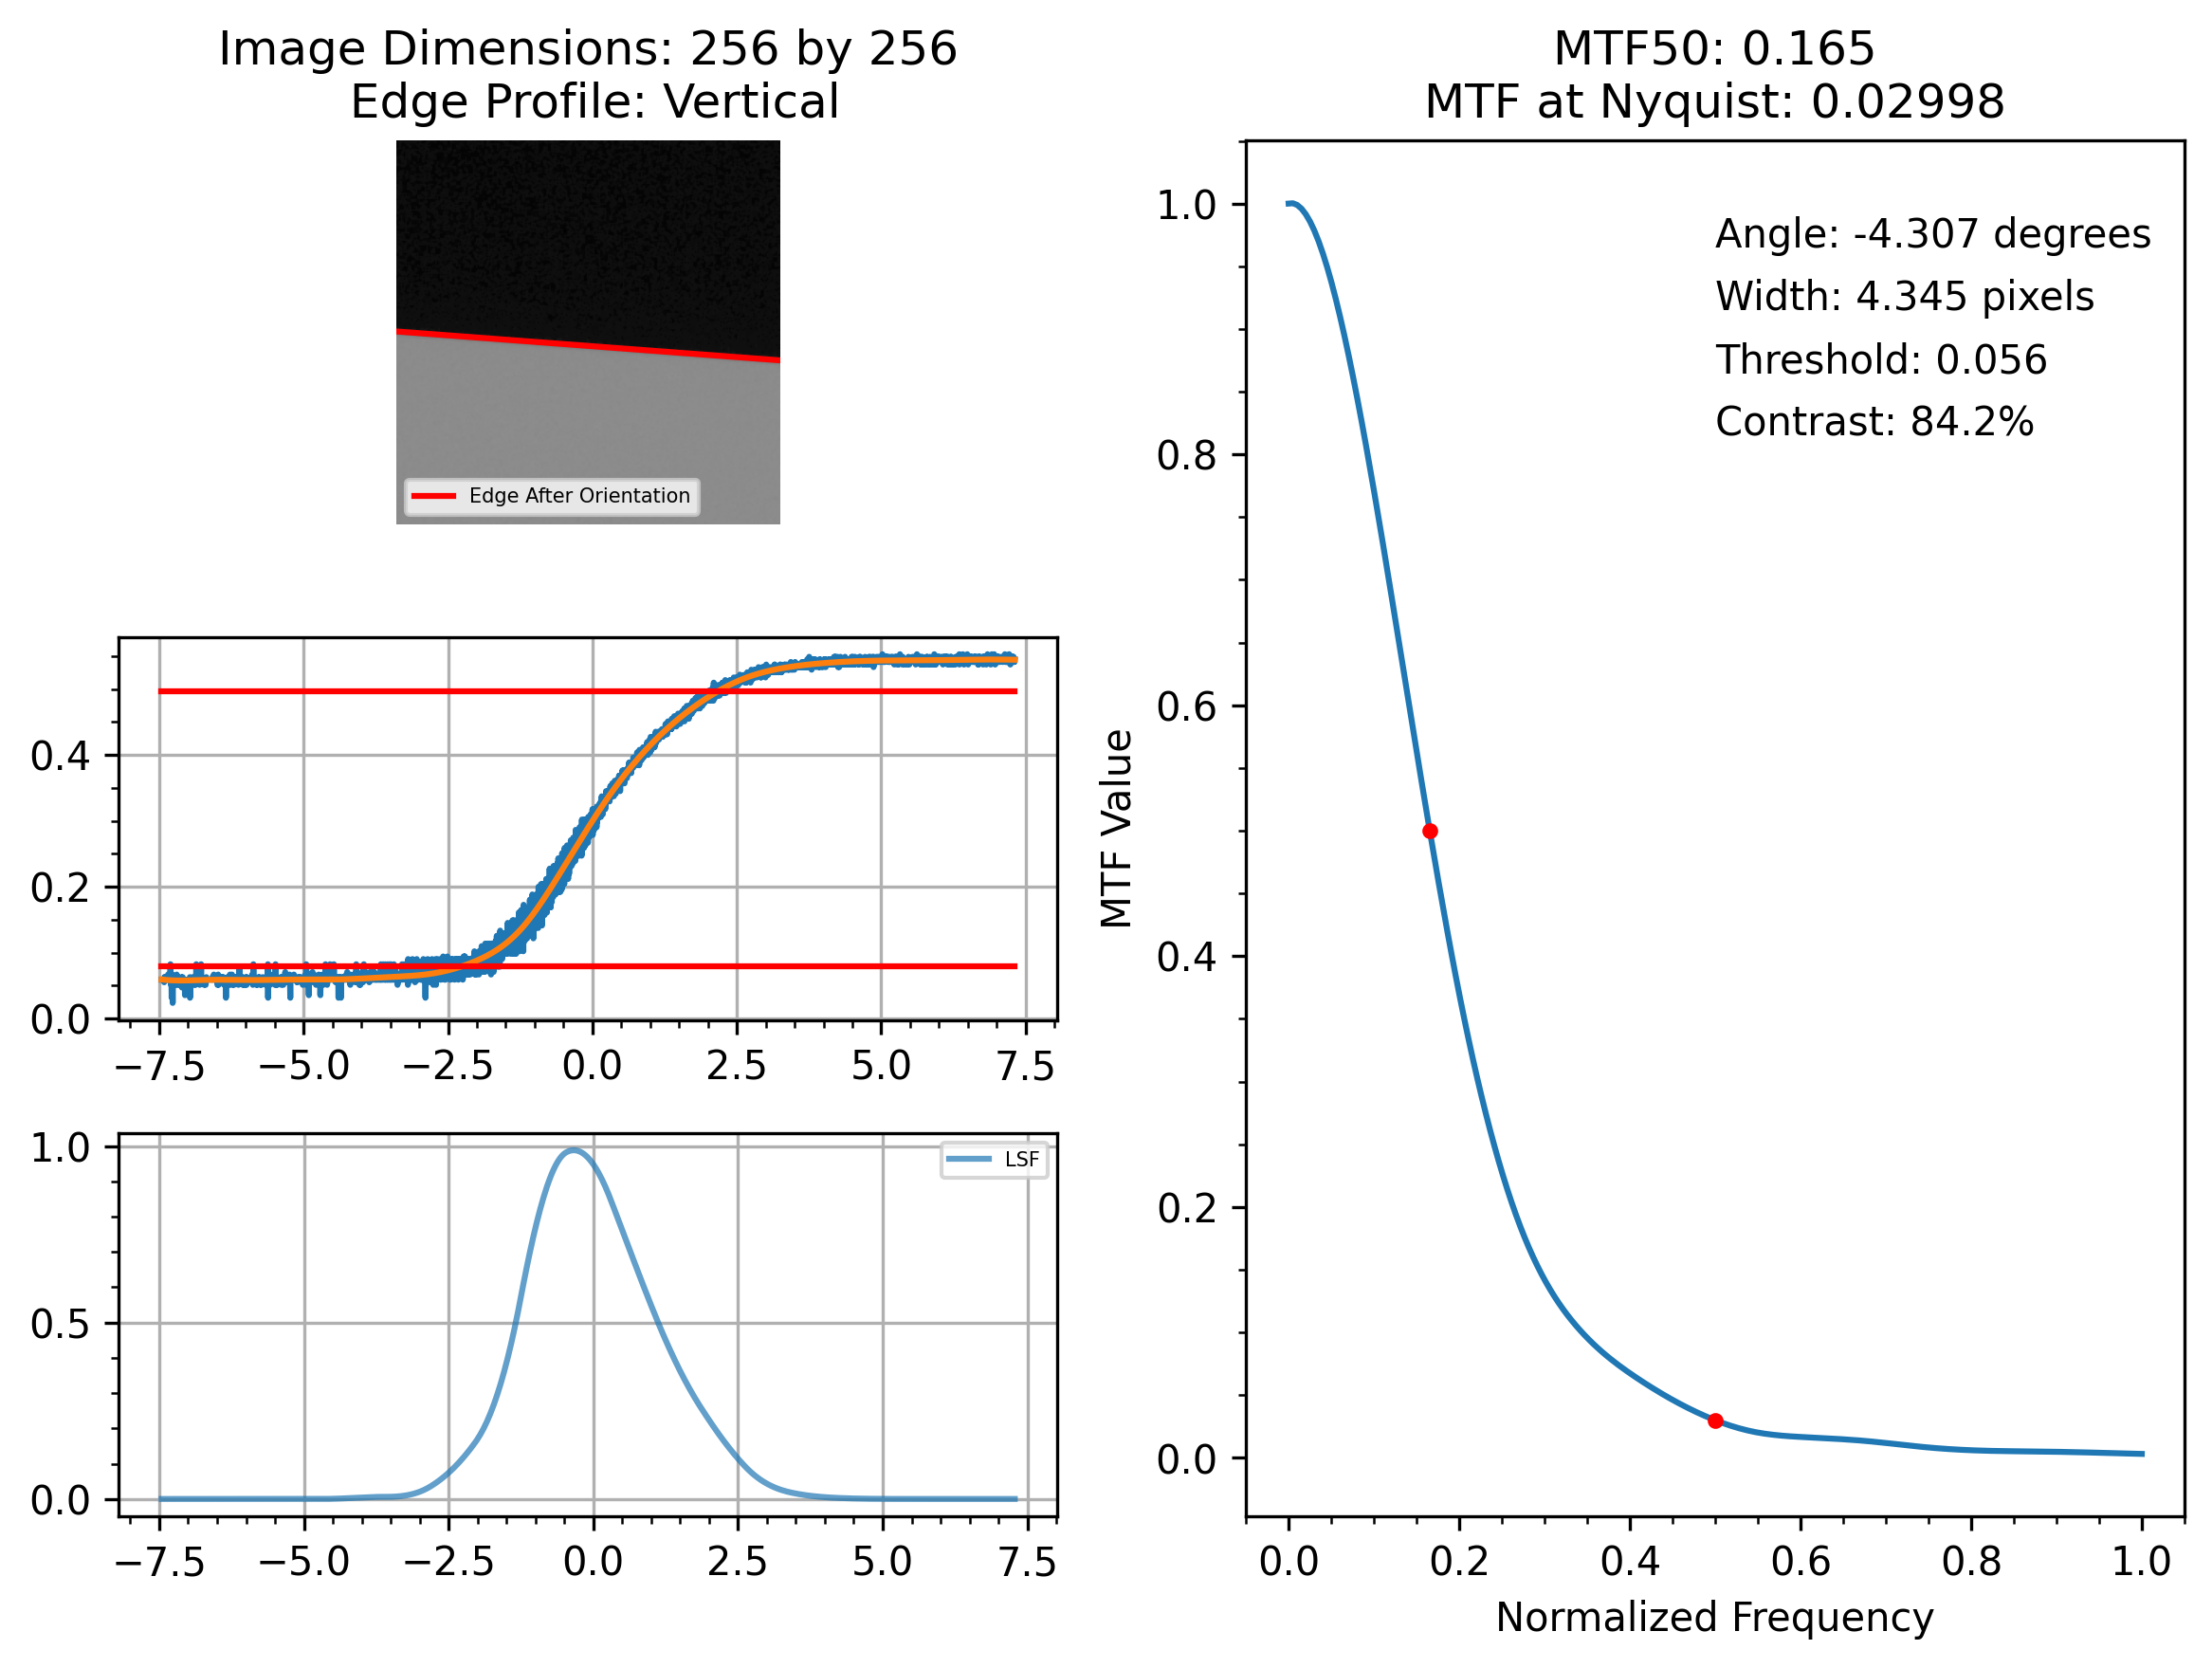 Image Dimensions: 256 by 256
Edge Profile: Vertical
Edge After Orientation
0.4
0.2
0.0
−7.5 −5.0 −2.5 0.0 2.5 5.0 7.5
1.0
0.5
0.0
LSF
−7.5 −5.0 −2.5 0.0 2.5 5.0 7.5
MTF50: 0.165
MTF at Nyquist: 0.02998
Angle: -4.307 degrees
Width: 4.345 pixels
Threshold: 0.056
Contrast: 84.2%
MTF Value
1.0
0.8
0.6
0.4
0.2
0.0
0.0 0.2 0.4 0.6 0.8 1.0
Normalized Frequency